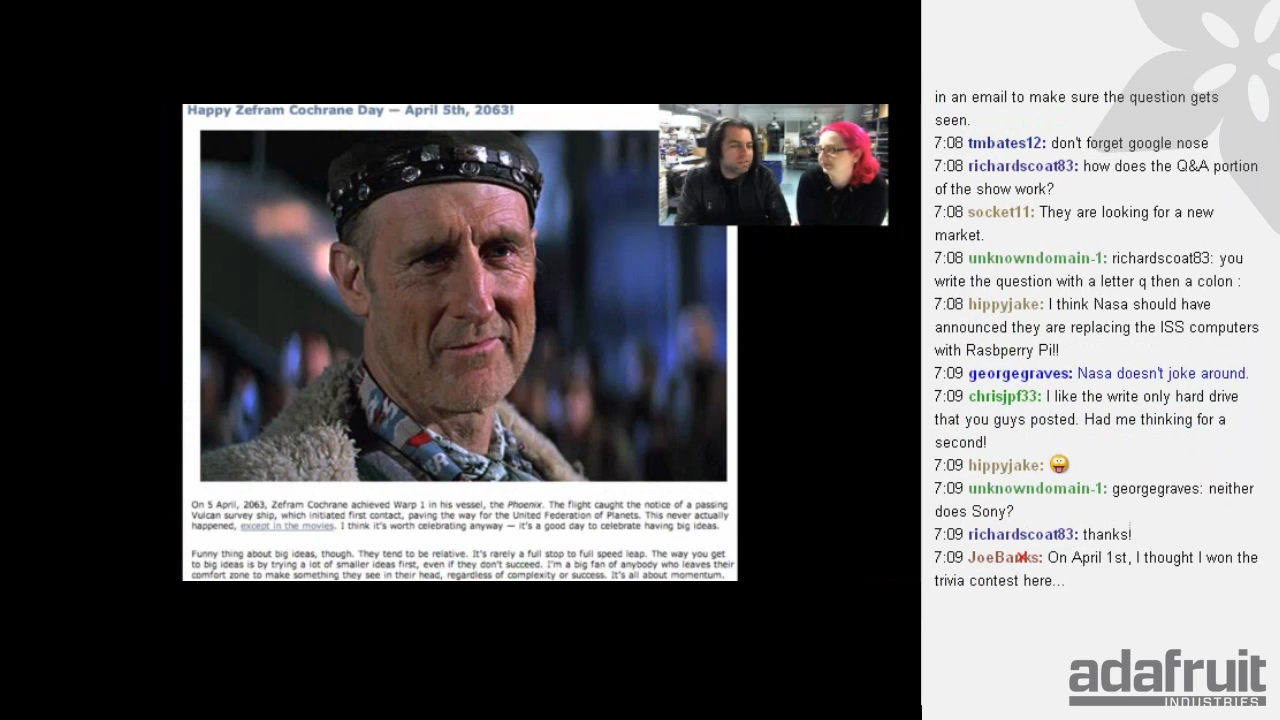 Happy Zefram Cochrane Day — April 5th, 2063!
On 5 April, 2063, Zefram Cochrane achieved Warp 1 in his vessel, the Phoenix. The flight caught the notice of a passing
Vulcan survey ship, which initiated first contact, paving the way for the United Federation of Planets. This never actually
happened, except in the movies. I think it's worth celebrating anyway — it's a good day to celebrate having big ideas.
Funny thing about big ideas, though. They tend to be relative. It's rarely a full stop to full speed leap. The way you get
to big ideas is by trying a lot of smaller ideas first, even if they don't succeed. I'm a big fan of anybody who leaves their
comfort zone to make something they see in their head, regardless of complexity or success. It's all about momentum.
in an email to make sure the question gets
seen.
7:08 tmbates12: don't forget google nose
7:08 richardscoat83: how does the Q&A portion
of the show work?
7:08 socket11: They are looking for a new
market.
7:08 unknowndomain-1: richardscoat83: you
write the question with a letter q then a colon :
7:08 hippyjake: I think Nasa should have
announced they are replacing the ISS computers
with Rasbperry Pi!!
7:09 georgegraves: Nasa doesn't joke around.
7:09 chrisjpf33: I like the write only hard drive
that you guys posted. Had me thinking for a
second!
7:09 hippyjake:
7:09 unknowndomain-1: georgegraves: neither
does Sony?
7:09 richardscoat83: thanks!
7:09 JoeBanks: On April 1st, I thought I won the
trivia contest here...
adafruit
INDUSTRIES